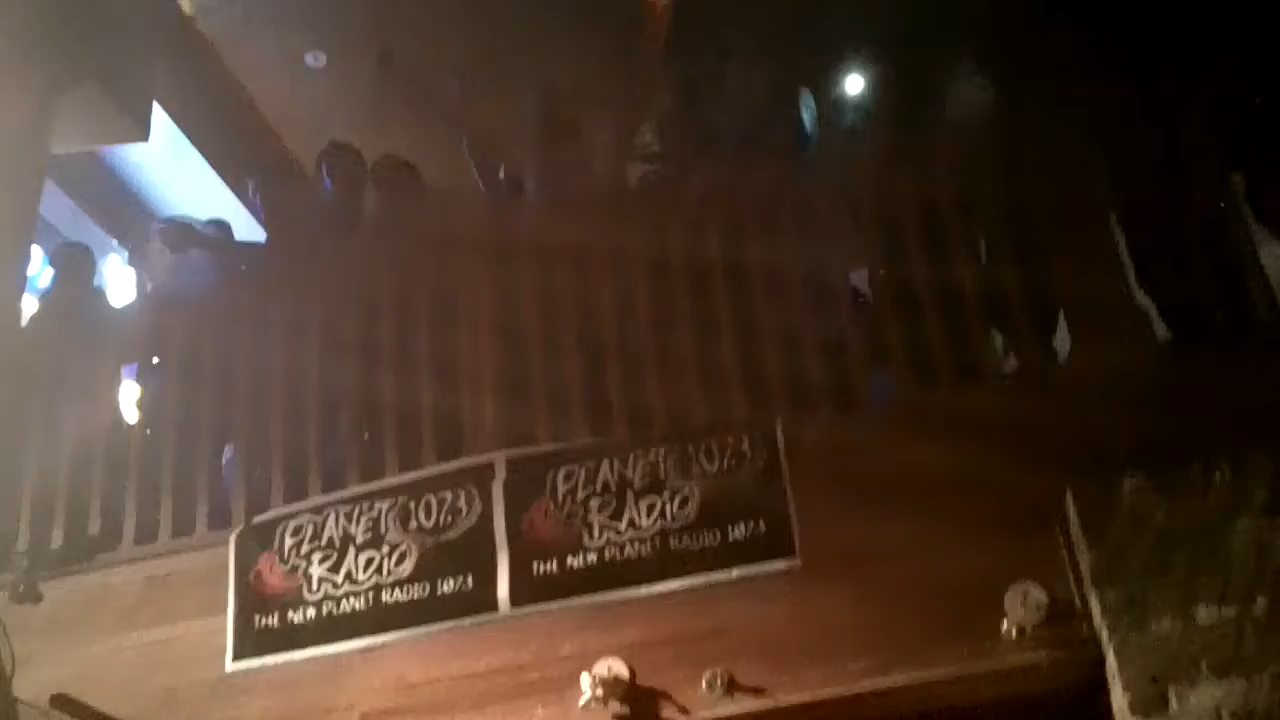 PLANET 107.3
RADIO
THE NEW PLANET RADIO 107.3
PLANET 107.3
RADIO
THE NEW PLANET RADIO 107.3